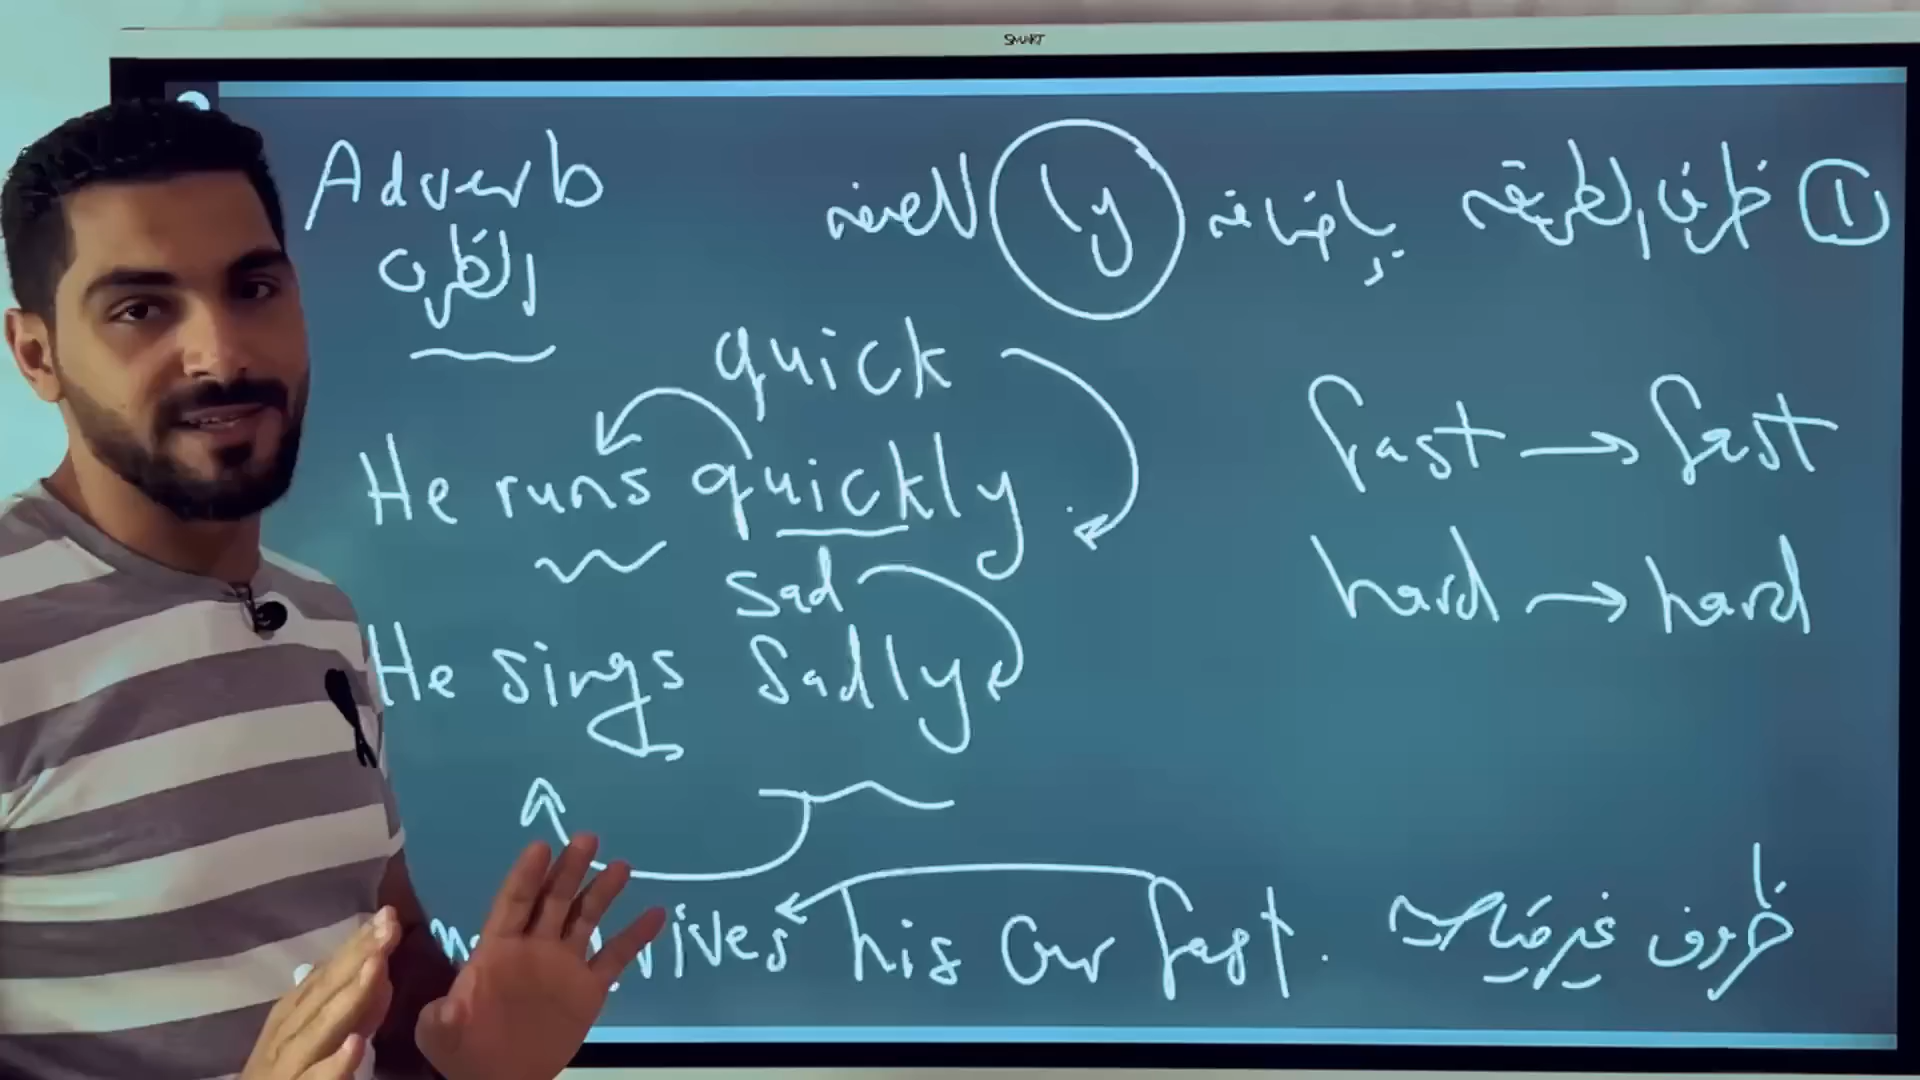 SMART
Adverb
الظرف
① ظرف الطريقة بإضافة ly للصفة
quick
He runs quickly
fast → fast
sad
hard → hard
He sings sadly
drives his car fast.
ظروف غير قياسية